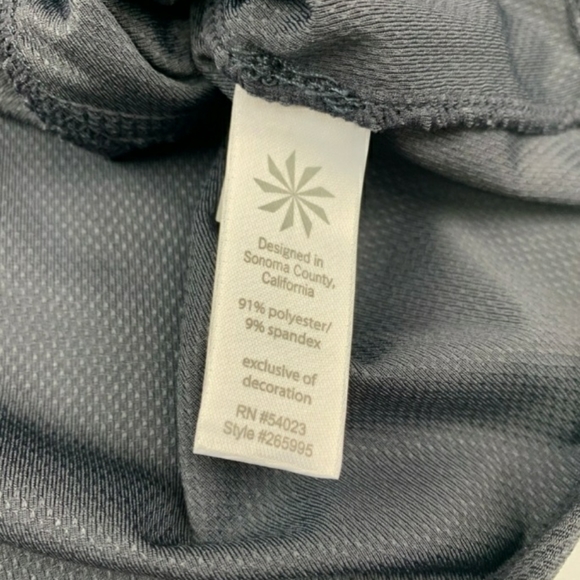 Designed in
Sonoma County,
California
91% polyester/
9% spandex
exclusive of
decoration
RN #54023
Style #265995